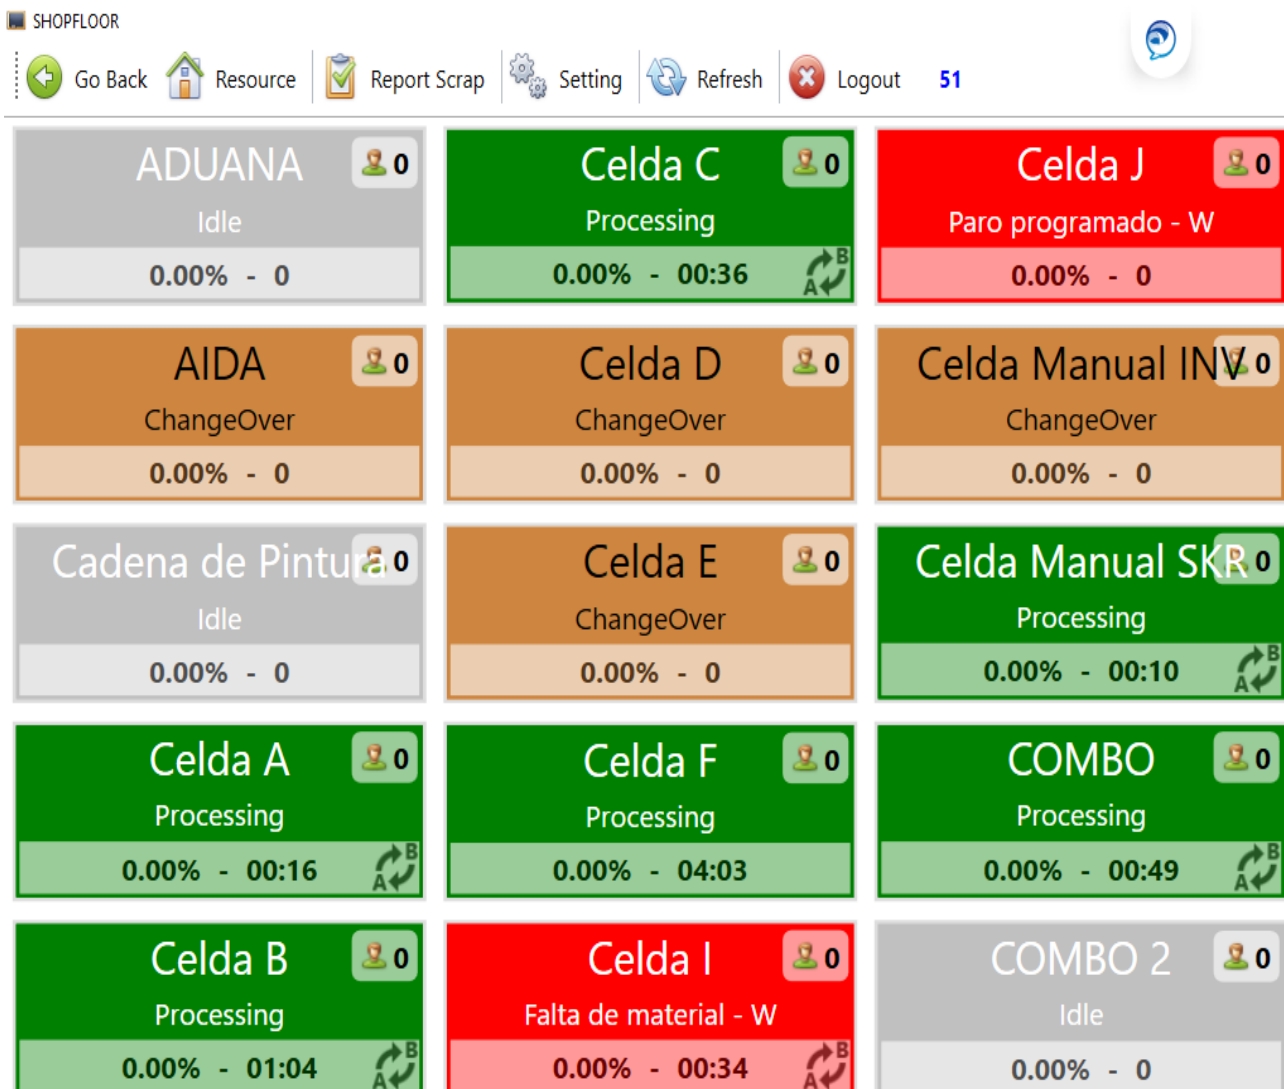 SHOPFLOOR
Go Back Resource Report Scrap Setting Refresh Logout 51
ADUANA 0
Idle
0.00% - 0
Celda C 0
Processing
0.00% - 00:36 A B
Celda J 0
Paro programado - W
0.00% - 0
AIDA 0
ChangeOver
0.00% - 0
Celda D 0
ChangeOver
0.00% - 0
Celda Manual INV 0
ChangeOver
0.00% - 0
Cadena de Pintura 0
Idle
0.00% - 0
Celda E 0
ChangeOver
0.00% - 0
Celda Manual SKR 0
Processing
0.00% - 00:10 A B
Celda A 0
Processing
0.00% - 00:16 A B
Celda F 0
Processing
0.00% - 04:03
COMBO 0
Processing
0.00% - 00:49 A B
Celda B 0
Processing
0.00% - 01:04 A B
Celda I 0
Falta de material - W
0.00% - 00:34 A B
COMBO 2 0
Idle
0.00% - 0